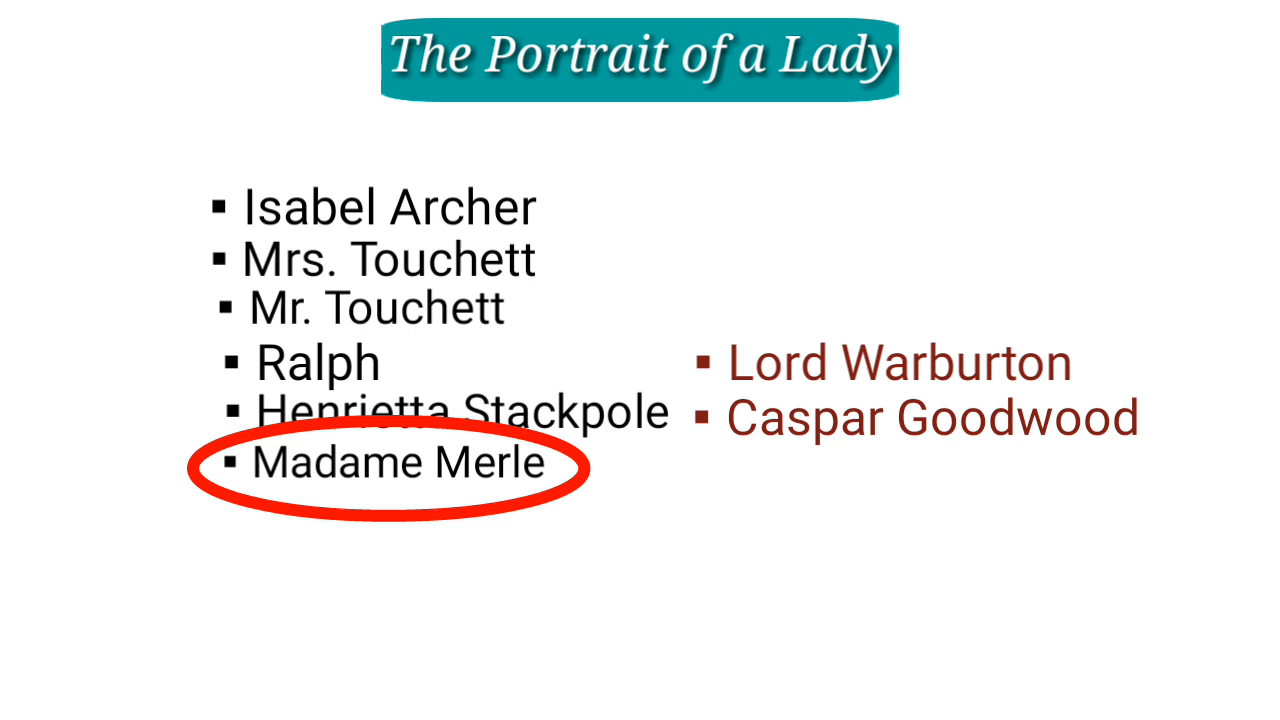 The Portrait of a Lady
▪ Isabel Archer
▪ Mrs. Touchett
▪ Mr. Touchett
▪ Ralph
▪ Henrietta Stackpole
▪ Madame Merle
▪ Lord Warburton
▪ Caspar Goodwood